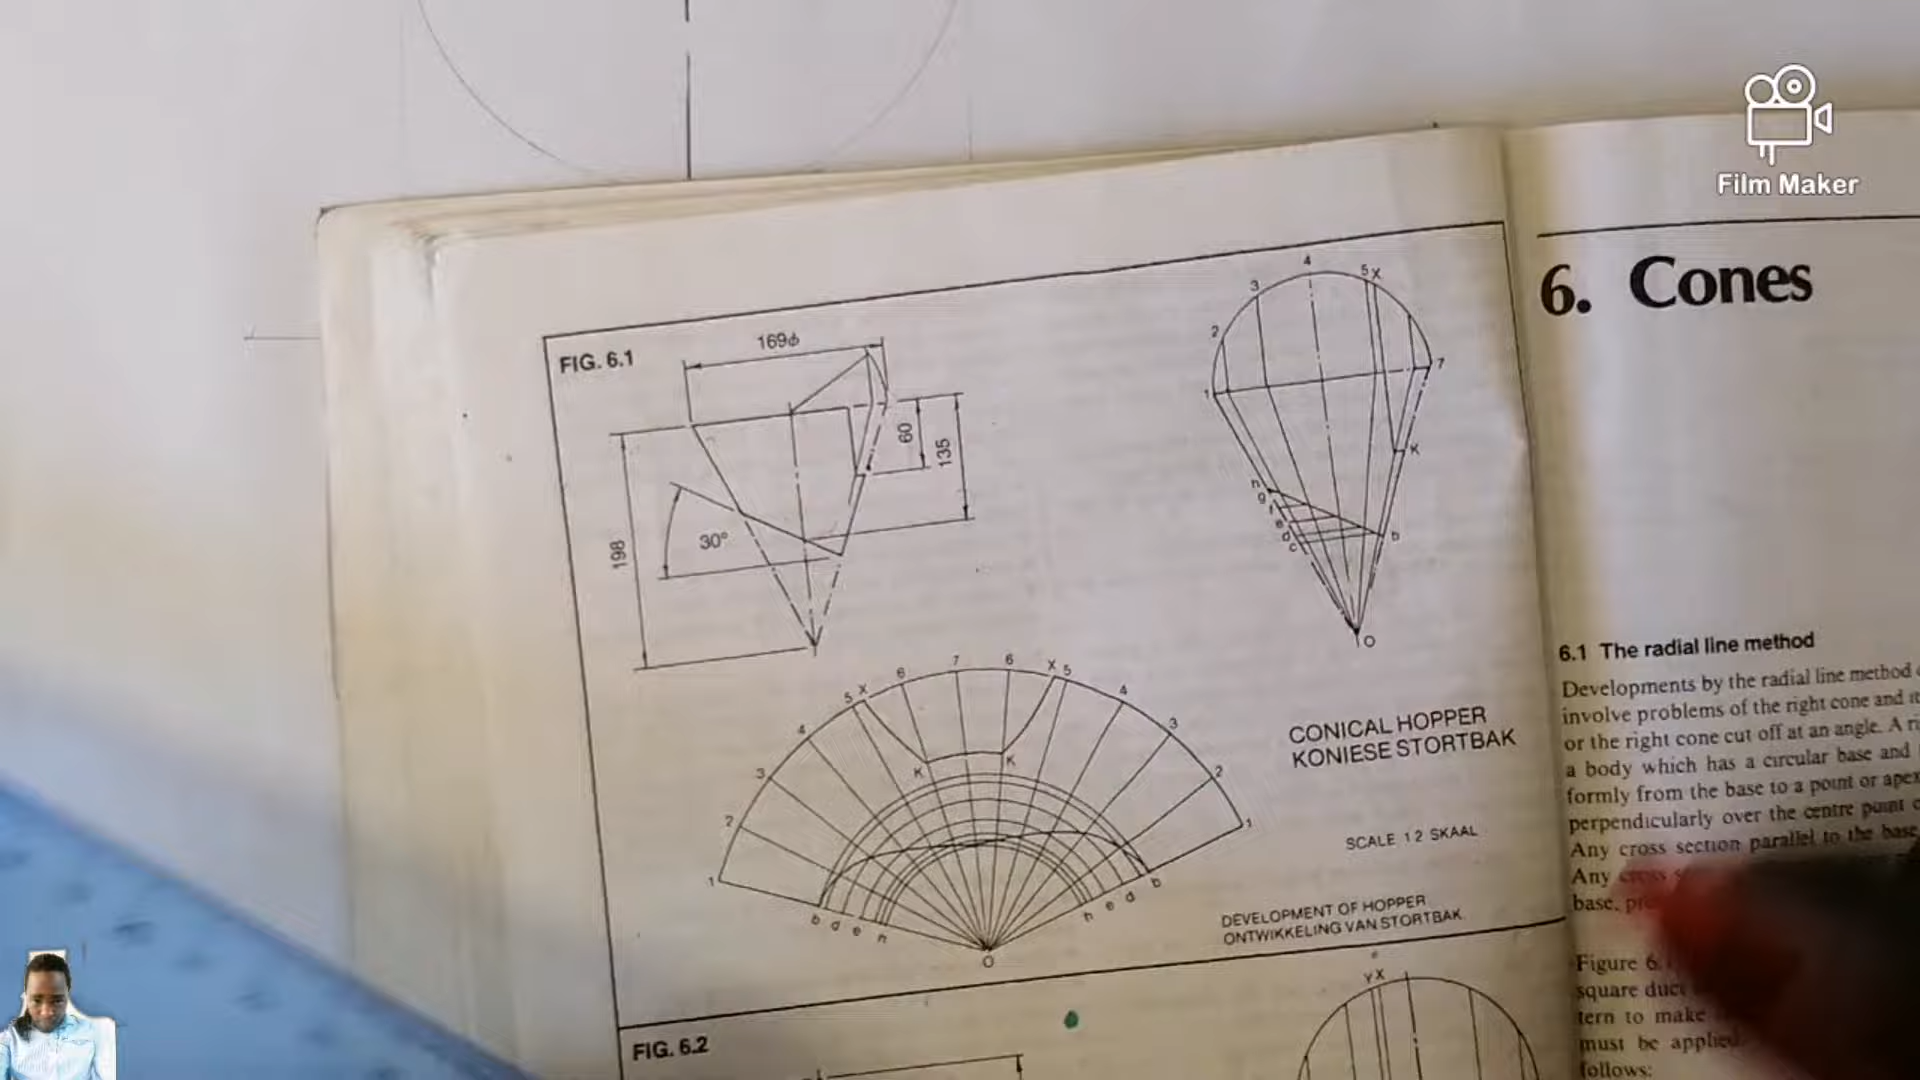 Film Maker
FIG. 6.1
169ϕ
60
135
198
30°
1
2
3
4
5
X
7
K
n
g
f
e
d
c
b
O
1
2
3
4
5
X
6
7
6
X
5
4
3
2
1
K
K
b
d
e
n
O
h
e
d
b
CONICAL HOPPER
KONIESE STORTBAK
SCALE 1 2 SKAAL
DEVELOPMENT OF HOPPER
ONTWIKKELING VAN STORTBAK
FIG. 6.2
YX
6. Cones
6.1 The radial line method
Developments by the radial line method
involve problems of the right cone and
or the right cone cut off at an angle. A
a body which has a circular base and
formly from the base to a point or apex
perpendicularly over the centre point
Any cross section parallel to the base
Any cross
base,
Figure 6.
square duct
tern to make
must be applied
follows: